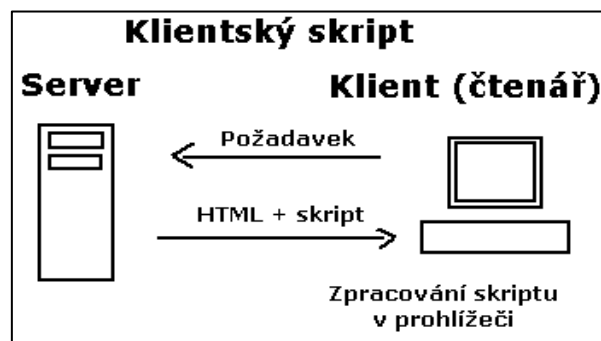 Klientský skript
Server
Klient (čtenář)
Požadavek
HTML + skript
Zpracování skriptu
v prohlížeči